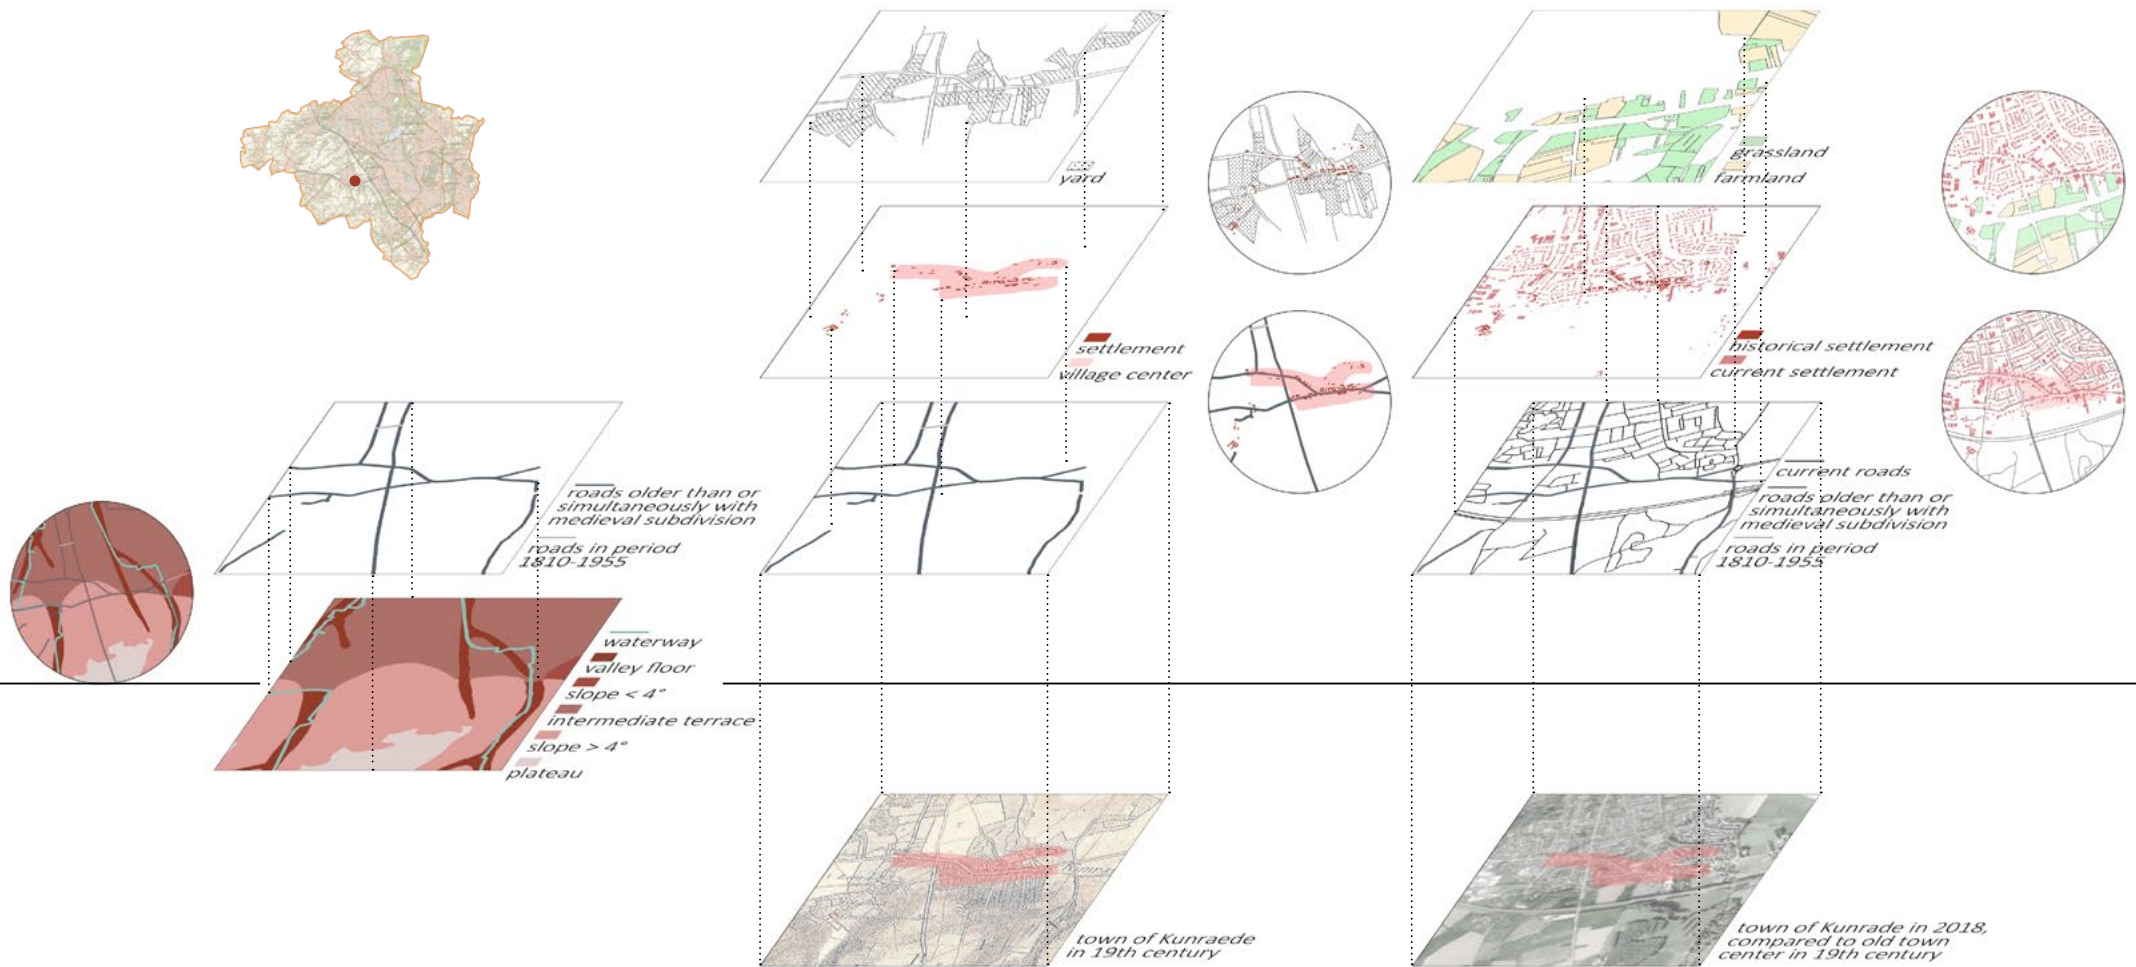 yard
grassland
farmland
settlement
village center
historical settlement
current settlement
roads older than or
simultaneously with
medieval subdivision
roads in period
1810-1955
current roads
roads older than or
simultaneously with
medieval subdivision
roads in period
1810-1955
waterway
valley floor
slope < 4°
intermediate terrace
slope > 4°
plateau
town of Kunraede
in 19th century
town of Kunrade in 2018,
compared to old town
center in 19th century